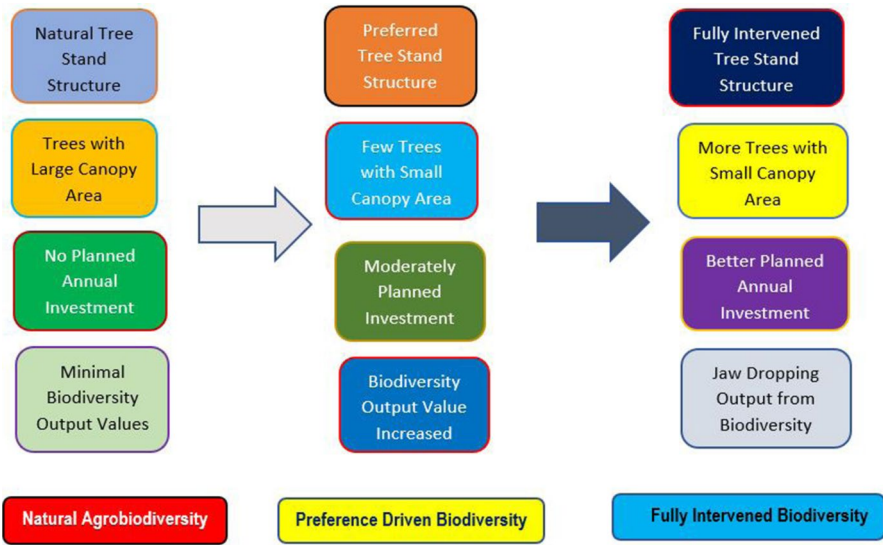 Natural Tree
Stand
Structure
Trees with
Large Canopy
Area
No Planned
Annual
Investment
Minimal
Biodiversity
Output Values
Natural Agrobiodiversity
Preferred
Tree Stand
Structure
Few Trees
with Small
Canopy Area
Moderately
Planned
Investment
Biodiversity
Output Value
Increased
Preference Driven Biodiversity
Fully Intervened
Tree Stand
Structure
More Trees with
Small Canopy
Area
Better Planned
Annual
Investment
Jaw Dropping
Output from
Biodiversity
Fully Intervened Biodiversity